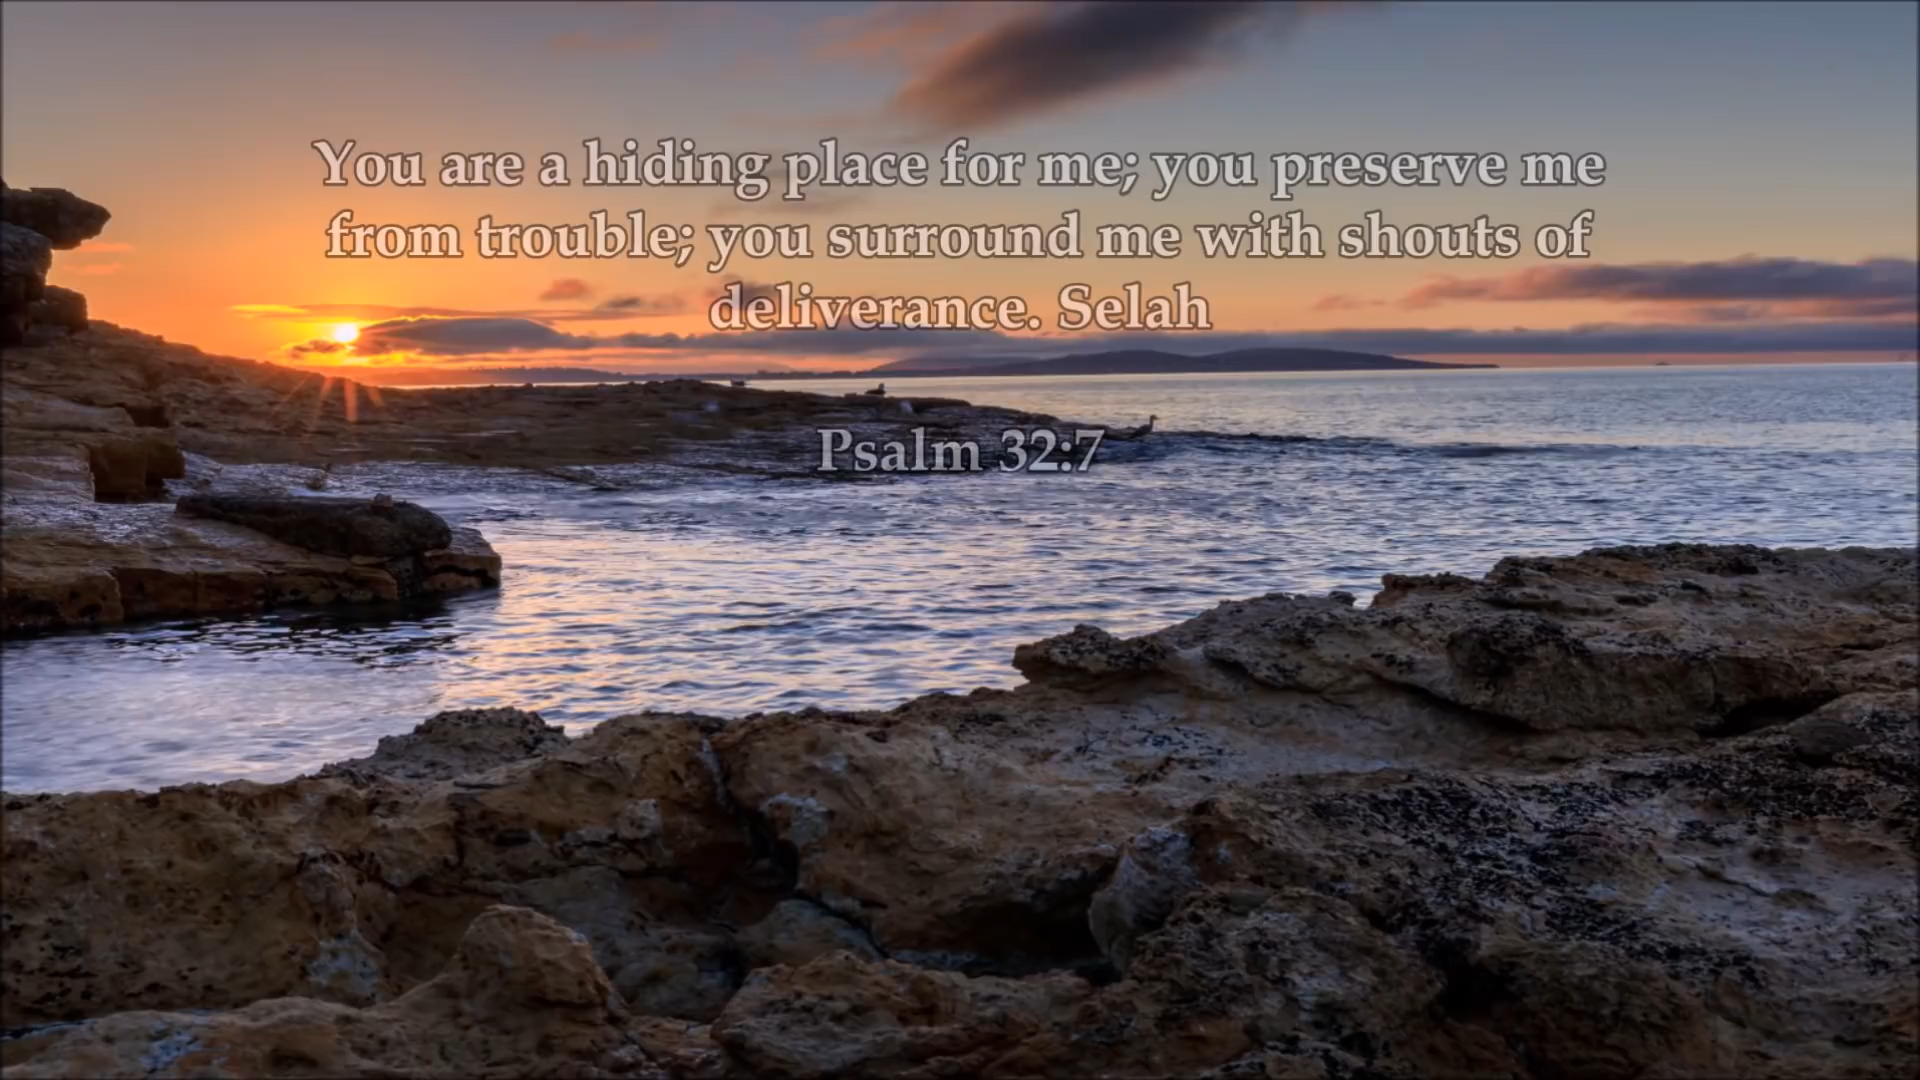 You are a hiding place for me; you preserve me
from trouble; you surround me with shouts of
deliverance. Selah
Psalm 32:7